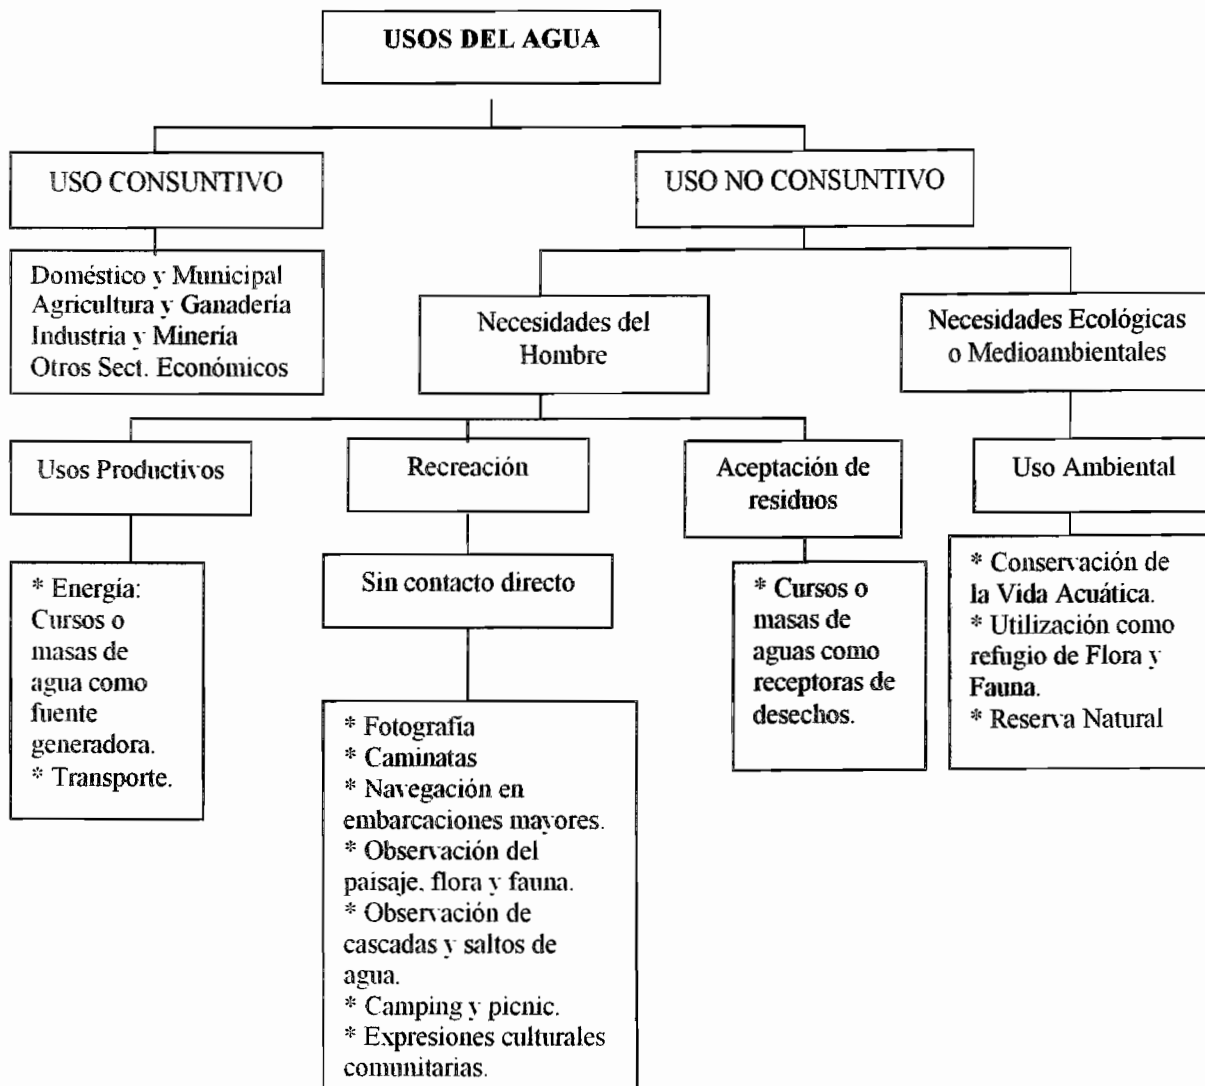 USOS DEL AGUA
USO CONSUNTIVO
USO NO CONSUNTIVO
Doméstico y Municipal
Agricultura y Ganadería
Industria y Minería
Otros Sect. Económicos
Necesidades del
Hombre
Necesidades Ecológicas
o Medioambientales
Usos Productivos
Recreación
Aceptación de
residuos
Uso Ambiental
Sin contacto directo
* Energía:
Cursos o
masas de
agua como
fuente
generadora.
* Transporte.
* Fotografía
* Caminatas
* Navegación en
embarcaciones mayores.
* Observación del
paisaje, flora y fauna.
* Observación de
cascadas y saltos de
agua.
* Camping y picnic.
* Expresiones culturales
comunitarias.
* Cursos o
masas de
aguas como
receptoras de
desechos.
* Conservación de
la Vida Acuática.
* Utilización como
refugio de Flora y
Fauna.
* Reserva Natural